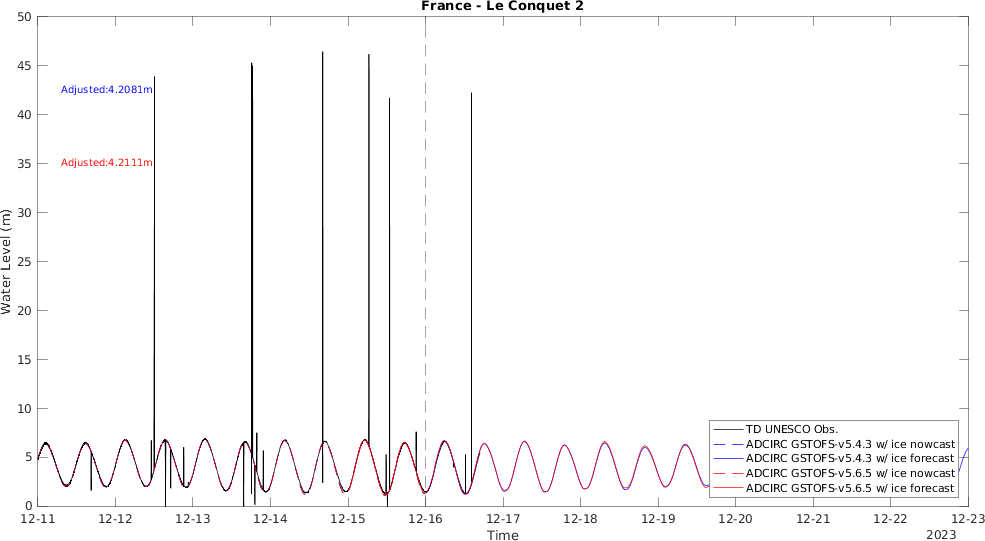 France - Le Conquet 2
50
45
40
35
30
25
20
15
10
5
0
Water Level (m)
Adjusted:4.2081m
Adjusted:4.2111m
TD UNESCO Obs.
ADCIRC GSTOFS-v5.4.3 w/ ice nowcast
ADCIRC GSTOFS-v5.4.3 w/ ice forecast
ADCIRC GSTOFS-v5.6.5 w/ ice nowcast
ADCIRC GSTOFS-v5.6.5 w/ ice forecast
12-11 12-12 12-13 12-14 12-15 12-16 12-17 12-18 12-19 12-20 12-21 12-22 12-23
Time
2023